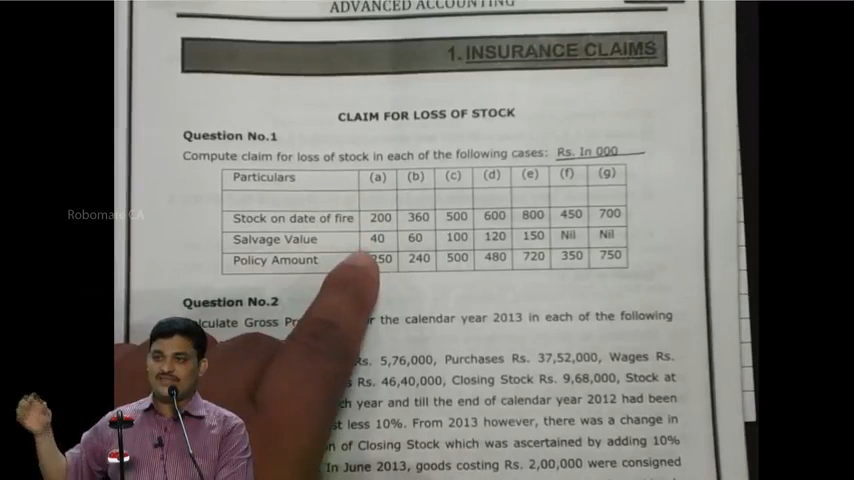 ADVANCED ACCOUNTING
1. INSURANCE CLAIMS
CLAIM FOR LOSS OF STOCK
Question No.1
Compute claim for loss of stock in each of the following cases: Rs. In 000
Particulars (a) (b) (c) (d) (e) (f) (g)
Stock on date of fire 200 360 500 600 800 450 700
Salvage Value 40 60 100 120 150 Nil Nil
Policy Amount 250 240 500 480 720 350 750
Question No.2
Calculate Gross the calendar year 2013 in each of the following
Rs. 5,76,000, Purchases Rs. 37,52,000, Wages Rs.
Rs. 46,40,000, Closing Stock Rs. 9,68,000, Stock at
year and till the end of calendar year 2012 had been
less 10%. From 2013 however, there was a change in
of Closing Stock which was ascertained by adding 10%
In June 2013, goods costing Rs. 2,00,000 were consigned
Robomate CA